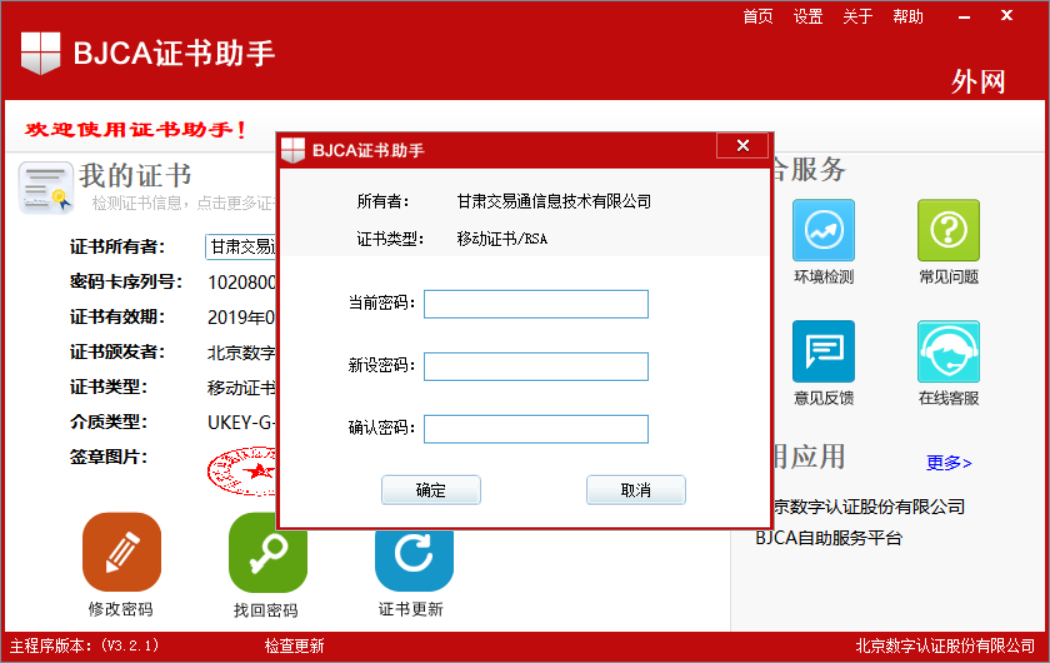 首页 设置 关于 帮助
BJCA证书助手
外网
欢迎使用证书助手！
我的证书
检测证书信息，点击更多证
证书所有者： 甘肃交易
密码卡序列号： 1020800
证书有效期： 2019年0
证书颁发者： 北京数字
证书类型： 移动证书
介质类型： UKEY-G-
签章图片：
修改密码
找回密码
证书更新
BJCA证书助手
所有者： 甘肃交易通信息技术有限公司
证书类型： 移动证书/RSA
当前密码：
新设密码：
确认密码：
确定 取消
合服务
环境检测 常见问题
意见反馈 在线客服
用应用 更多>
京数字认证股份有限公司
BJCA自助服务平台
主程序版本：(V3.2.1) 检查更新 北京数字认证股份有限公司